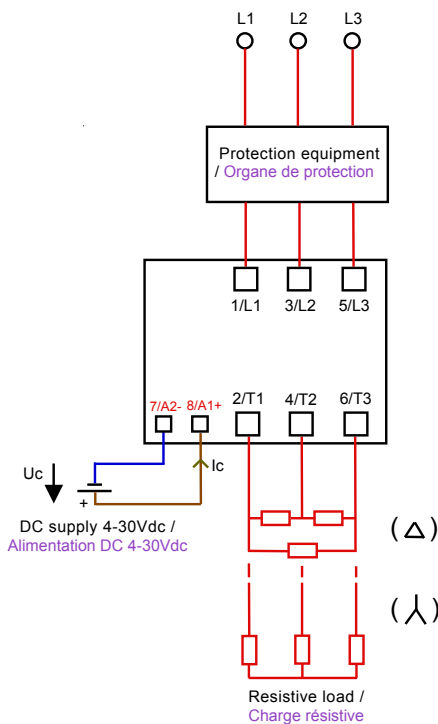 L1 L2 L3
Protection equipment
/ Organe de protection
1/L1 3/L2 5/L3
7/A2- 8/A1+ 2/T1 4/T2 6/T3
Uc
Ic
+
DC supply 4-30Vdc /
Alimentation DC 4-30Vdc
Resistive load /
Charge résistive